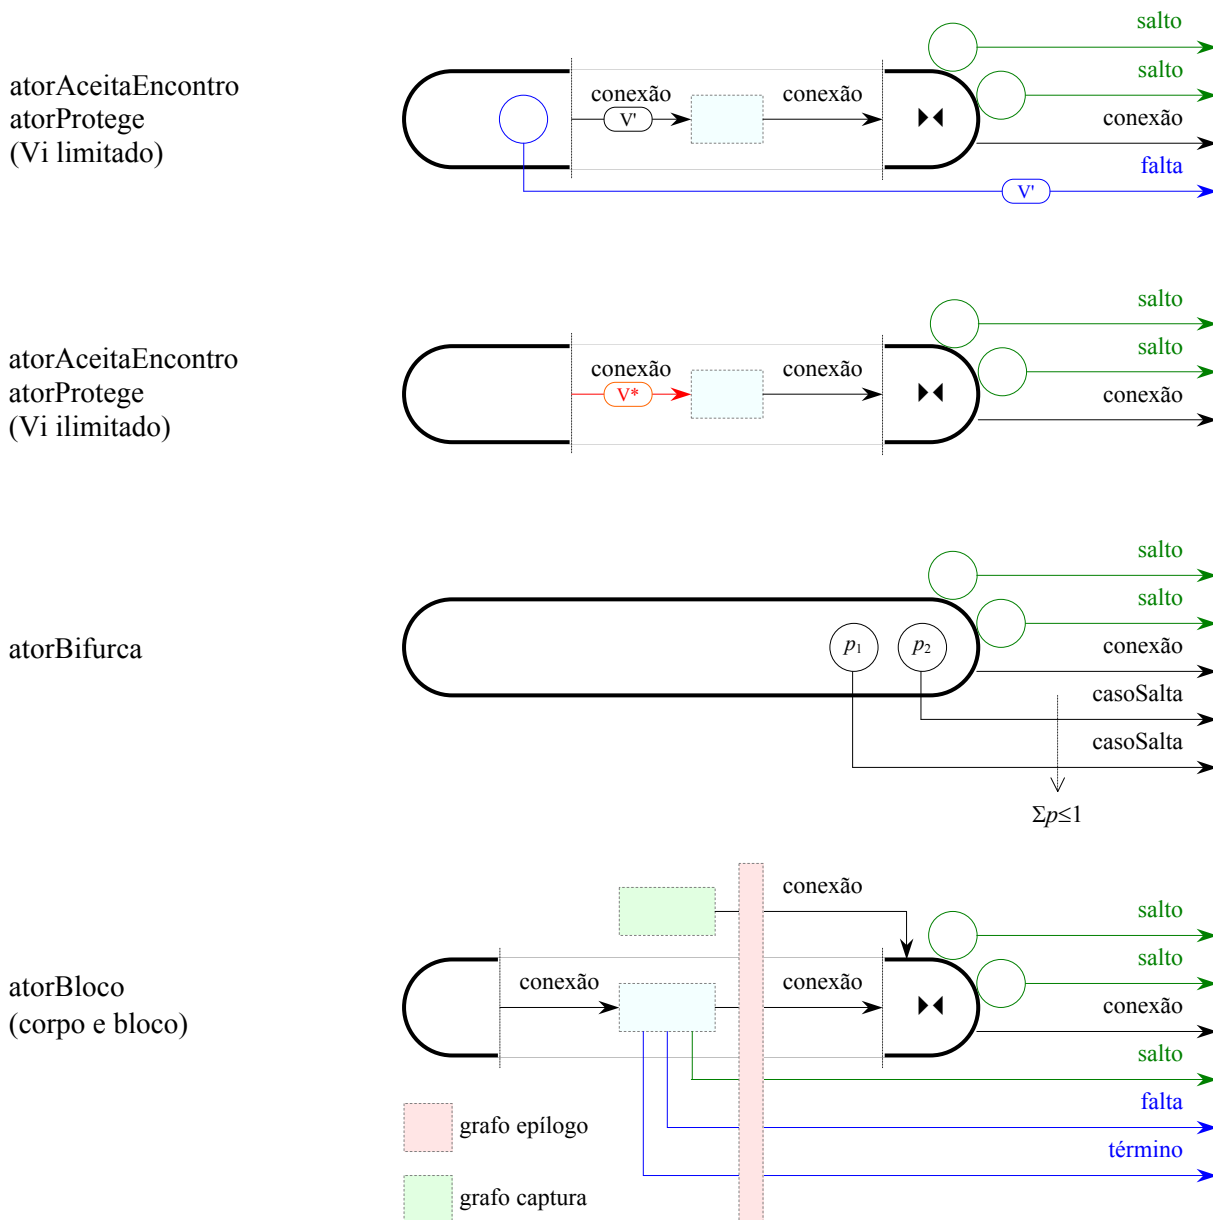 salto
salto
atorAceitaEncontro
atorProtege
(Vi limitado)
conexão
V'
conexão
conexão
falta
V'
salto
salto
atorAceitaEncontro
atorProtege
(Vi ilimitado)
conexão
V*
conexão
conexão
salto
salto
atorBifurca
p1
p2
conexão
casoSalta
casoSalta
Σp≤1
conexão
salto
salto
atorBloco
(corpo e bloco)
conexão
conexão
conexão
salto
falta
término
grafo epílogo
grafo captura